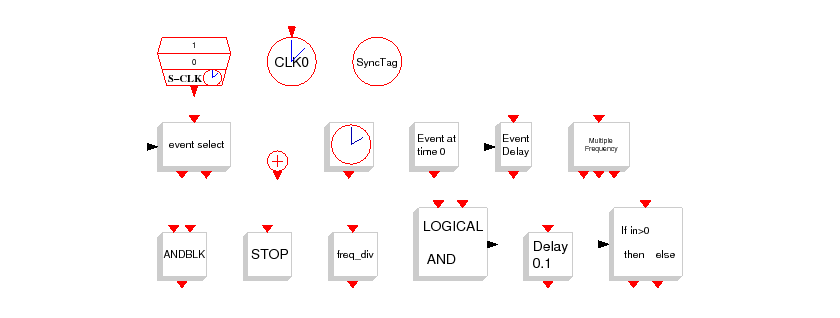 1
0
S-CLK
CLK0
SyncTag
event select
+
Event at
time 0
Event
Delay
Multiple
Frequency
ANDBLK
STOP
freq_div
LOGICAL
AND
Delay
0.1
If in>0
then else